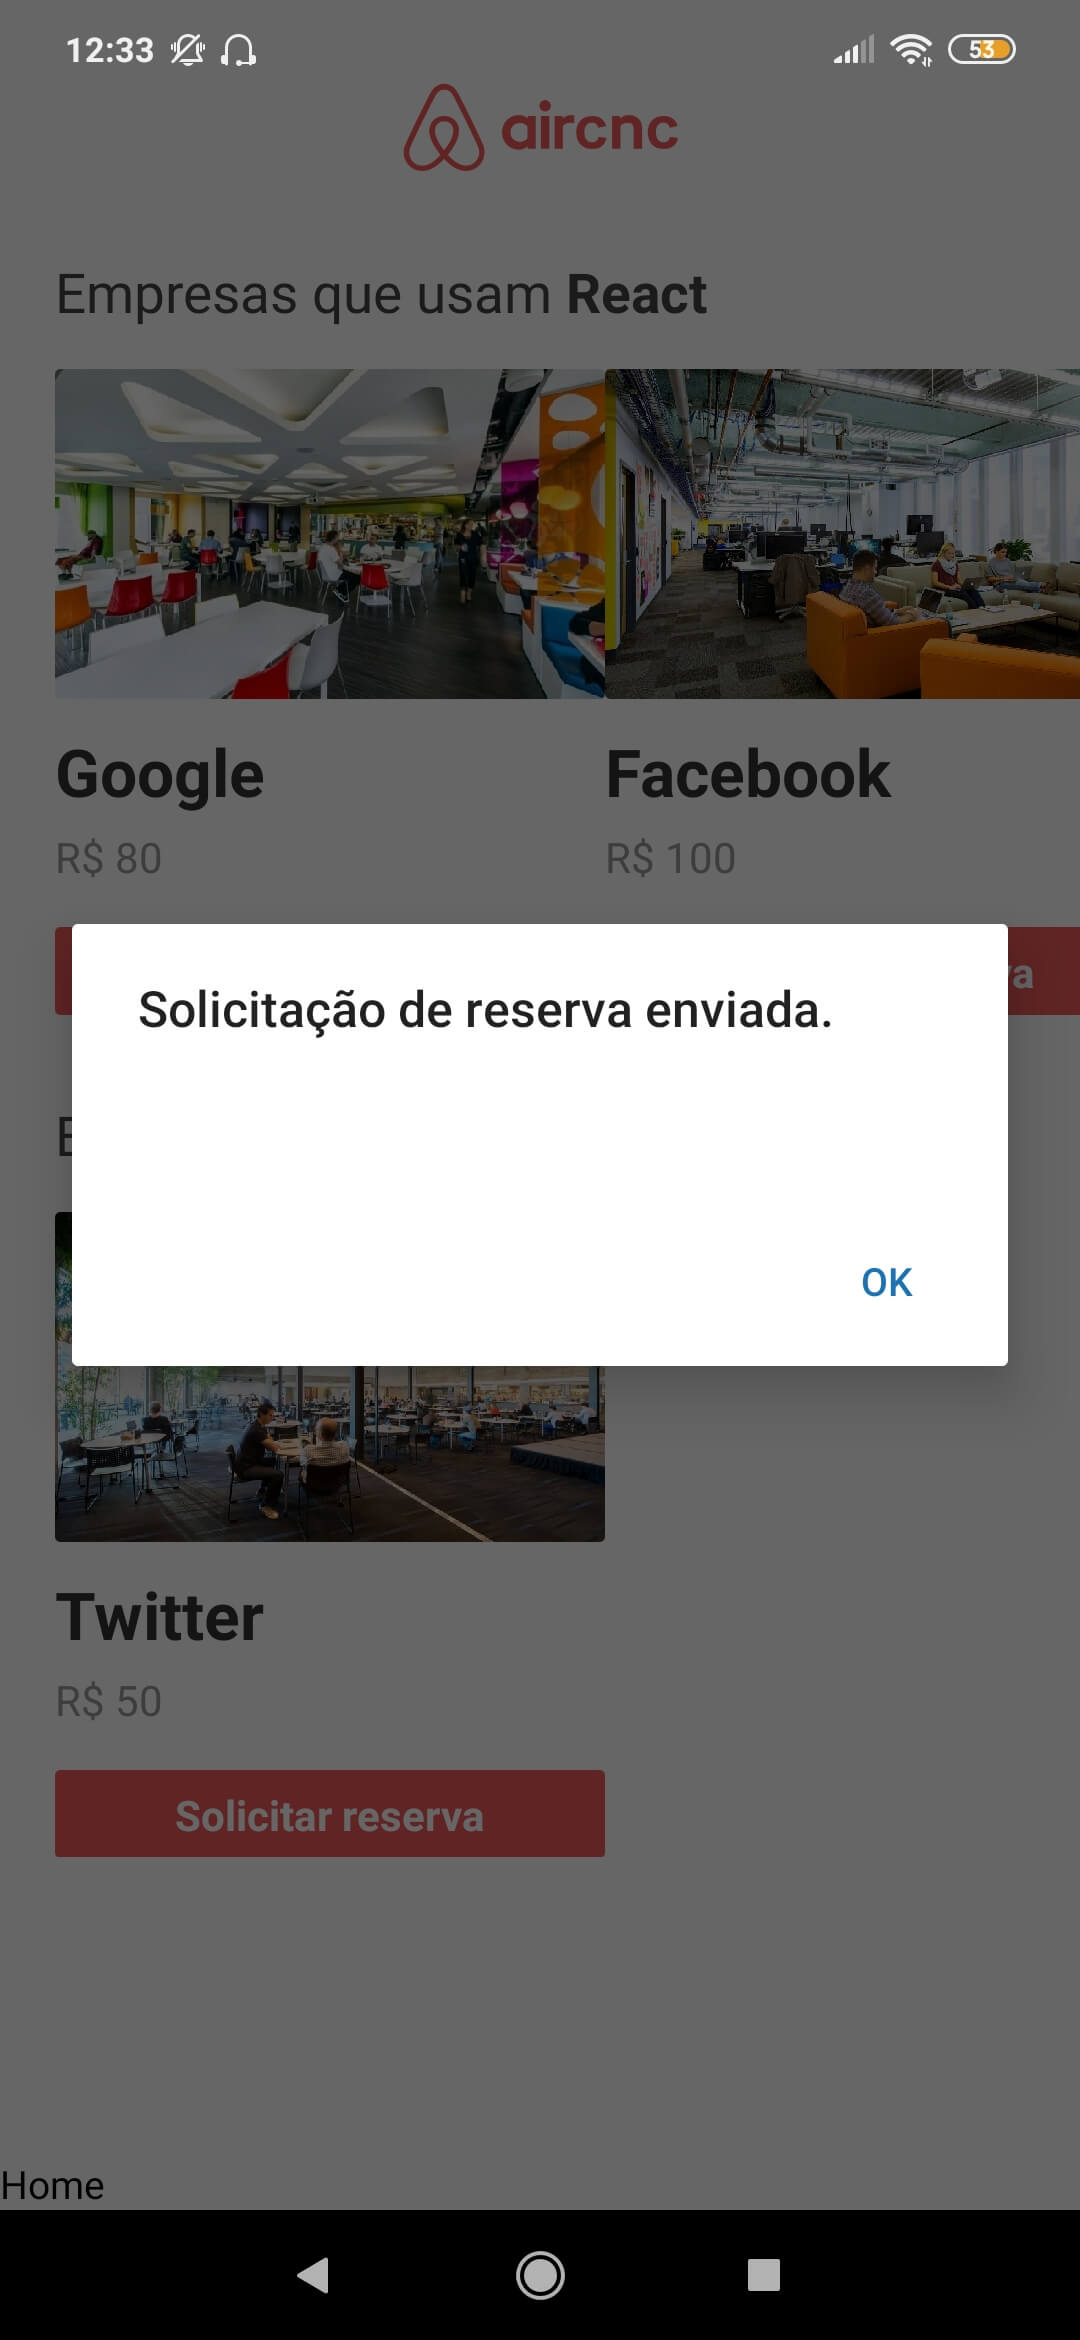 12:33
53
aircnc
Empresas que usam React
Google
Facebook
R$ 80
R$ 100
va
Solicitação de reserva enviada.
E
OK
Twitter
R$ 50
Solicitar reserva
Home